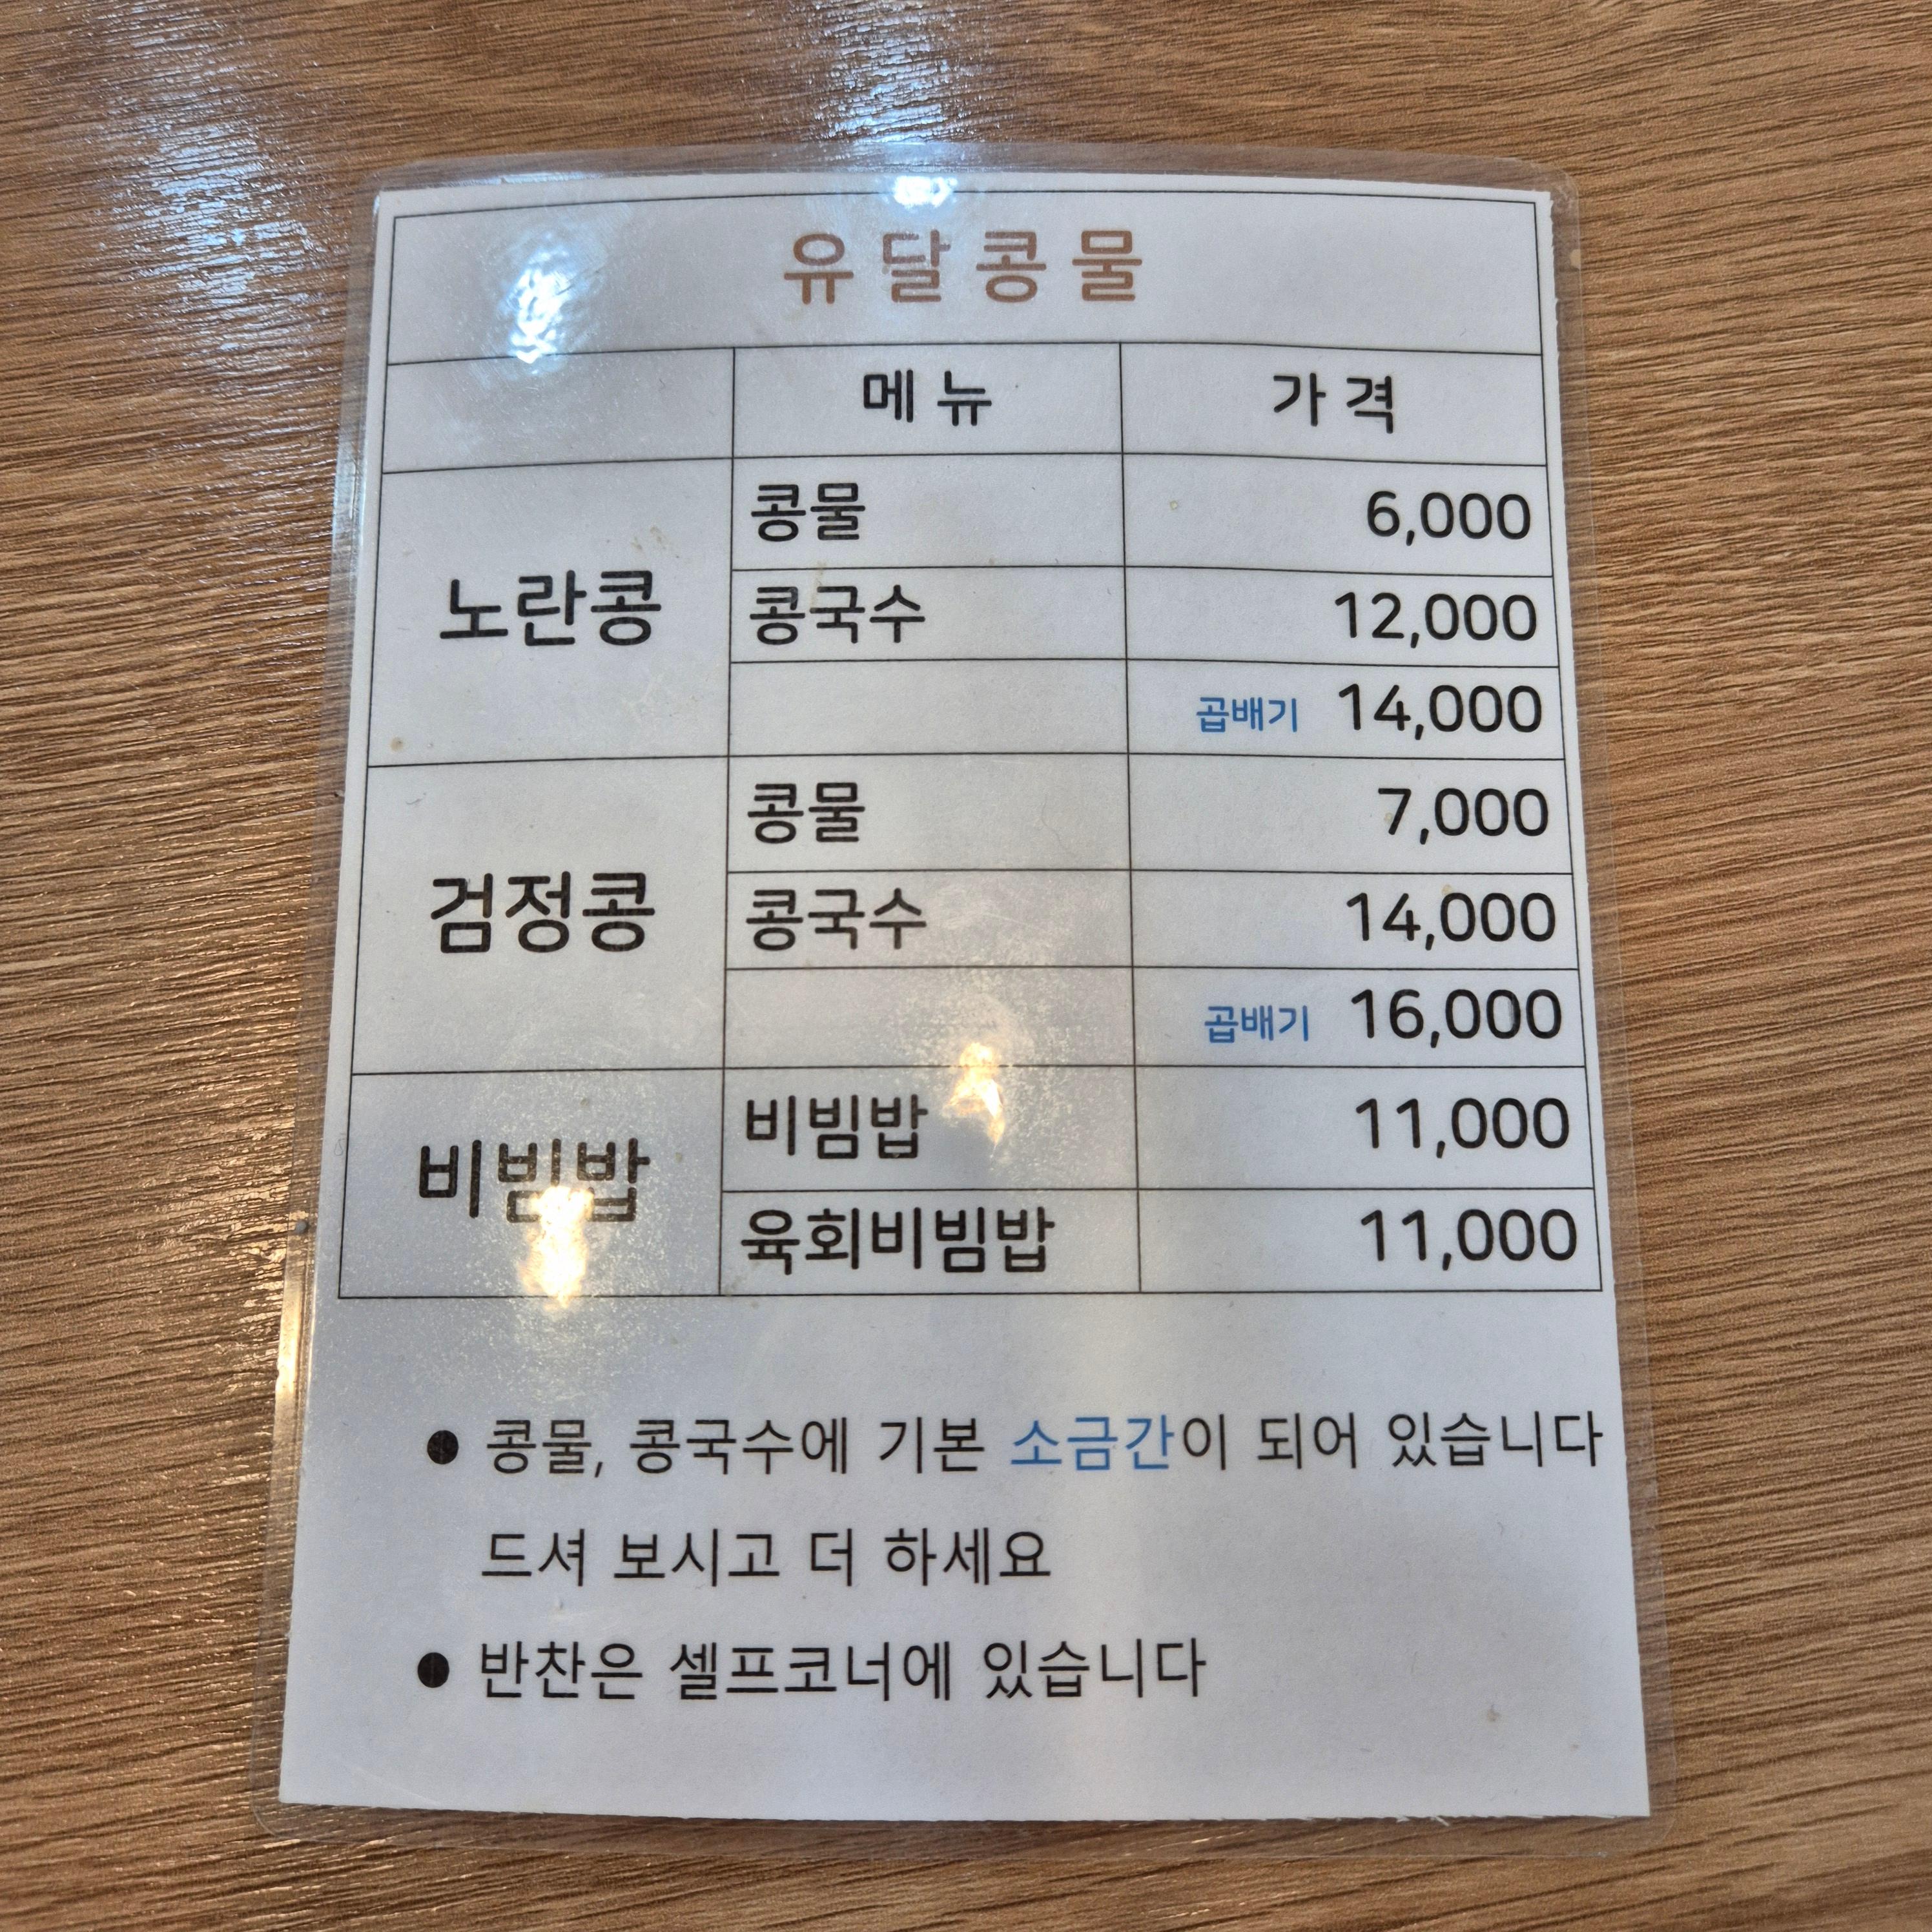 유달콩물
메뉴 가격
노란콩
콩물 6,000
콩국수 12,000
곱배기 14,000
검정콩
콩물 7,000
콩국수 14,000
곱배기 16,000
비빔밥
비빔밥 11,000
육회비빔밥 11,000
● 콩물, 콩국수에 기본 소금간이 되어 있습니다
드셔 보시고 더 하세요
● 반찬은 셀프코너에 있습니다